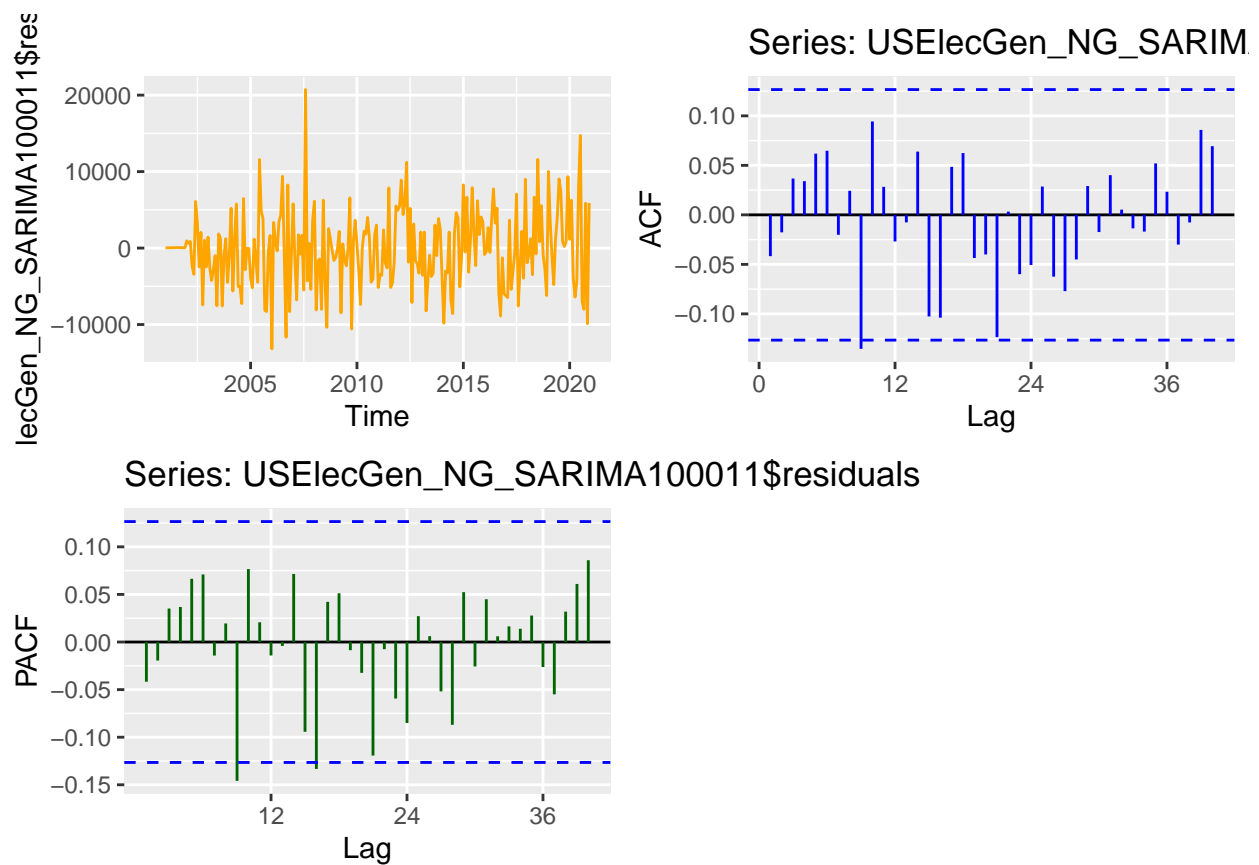 lecGen_NG_SARIMA100011$res
20000
10000
0
−10000
2005 2010 2015 2020
Time
Series: USElecGen_NG_SARIMA
ACF
0.10
0.05
0.00
−0.05
−0.10
0 12 24 36
Lag
Series: USElecGen_NG_SARIMA100011$residuals
PACF
0.10
0.05
0.00
−0.05
−0.10
−0.15
12 24 36
Lag